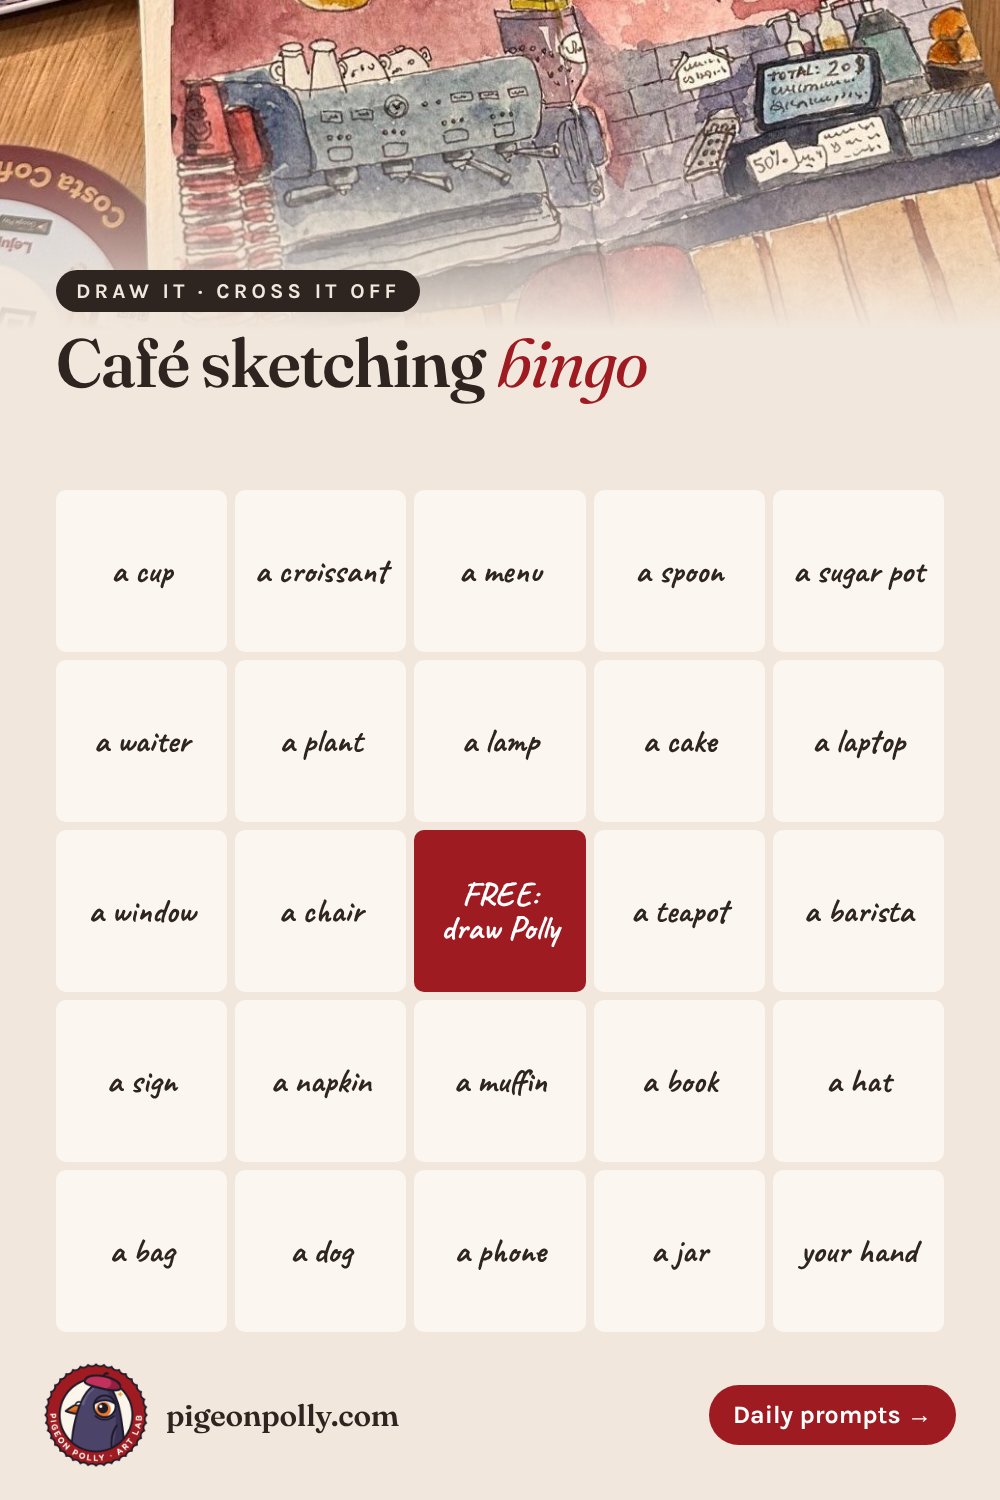 Costa Coff
TOTAL: 20$
50%
DRAW IT · CROSS IT OFF
Café sketching bingo
a cup
a croissant
a menu
a spoon
a sugar pot
a waiter
a plant
a lamp
a cake
a laptop
a window
a chair
FREE:
draw Polly
a teapot
a barista
a sign
a napkin
a muffin
a book
a hat
a bag
a dog
a phone
a jar
your hand
PIGEON POLLY · ART LAB
pigeonpolly.com
Daily prompts →